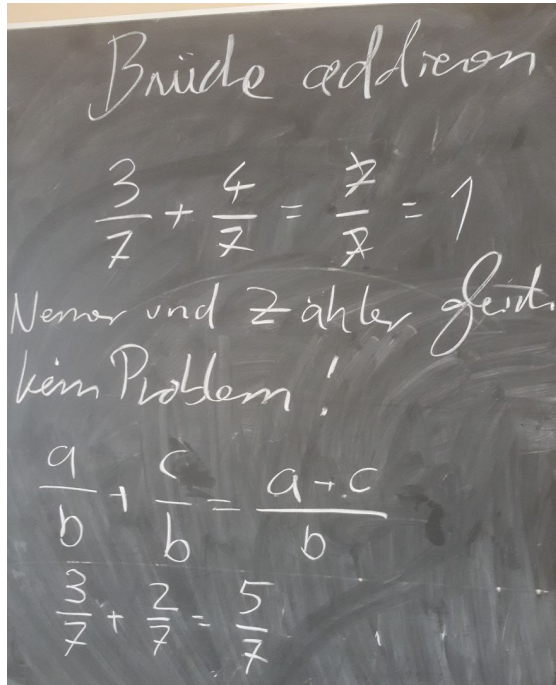 Brüche addieren
3/7 + 4/7 = 7/7 = 1
Nenner und Zähler gleich
kein Problem!
a/b + c/b = a+c/b
3/7 + 2/7 = 5/7